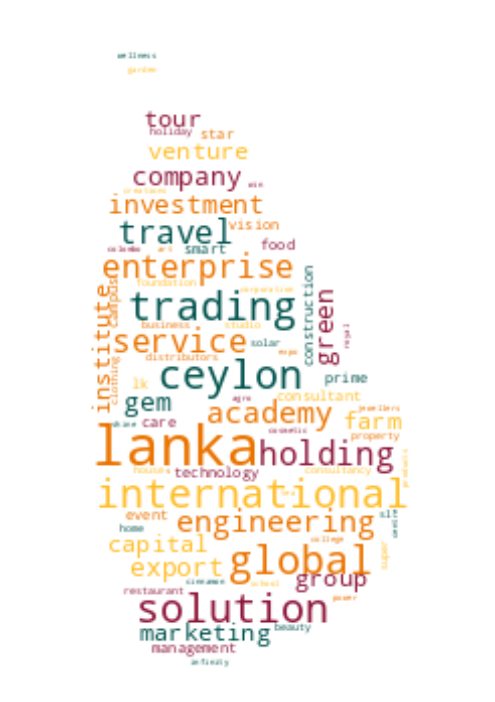 wellness
garden
tour
holiday star
venture
company win
creations
investment
travel vision
colombo art smart food
enterprise
foundation corporation
campus
institute
construction
green
royal
trading
business studio
service solar
distributors expo
clothing
ceylon prime
lk consultant
gem agro jewellers
academy farm
shine care cosmetic property
lanka holding
house technology consultancy
products
international
event engineering
home centre
college
capital super
export global group
cinnamon school
restaurant power
solution
marketing beauty
management
infinity